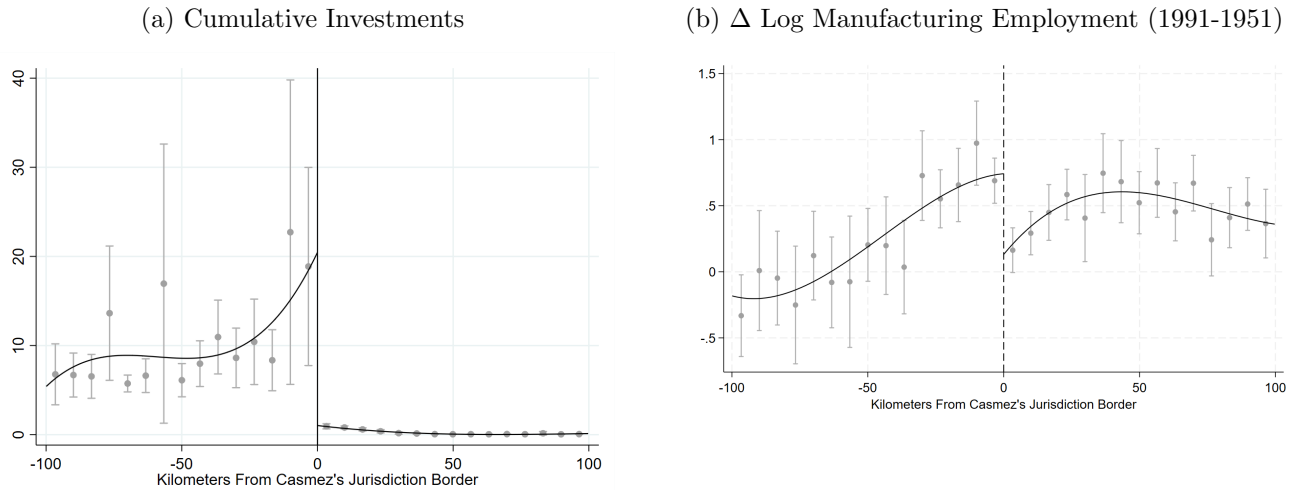 (a) Cumulative Investments
40
30
20
10
0
-100 -50 0 50 100
Kilometers From Casmez's Jurisdiction Border
(b) Δ Log Manufacturing Employment (1991-1951)
1.5
1
.5
0
-.5
-100 -50 0 50 100
Kilometers From Casmez's Jurisdiction Border